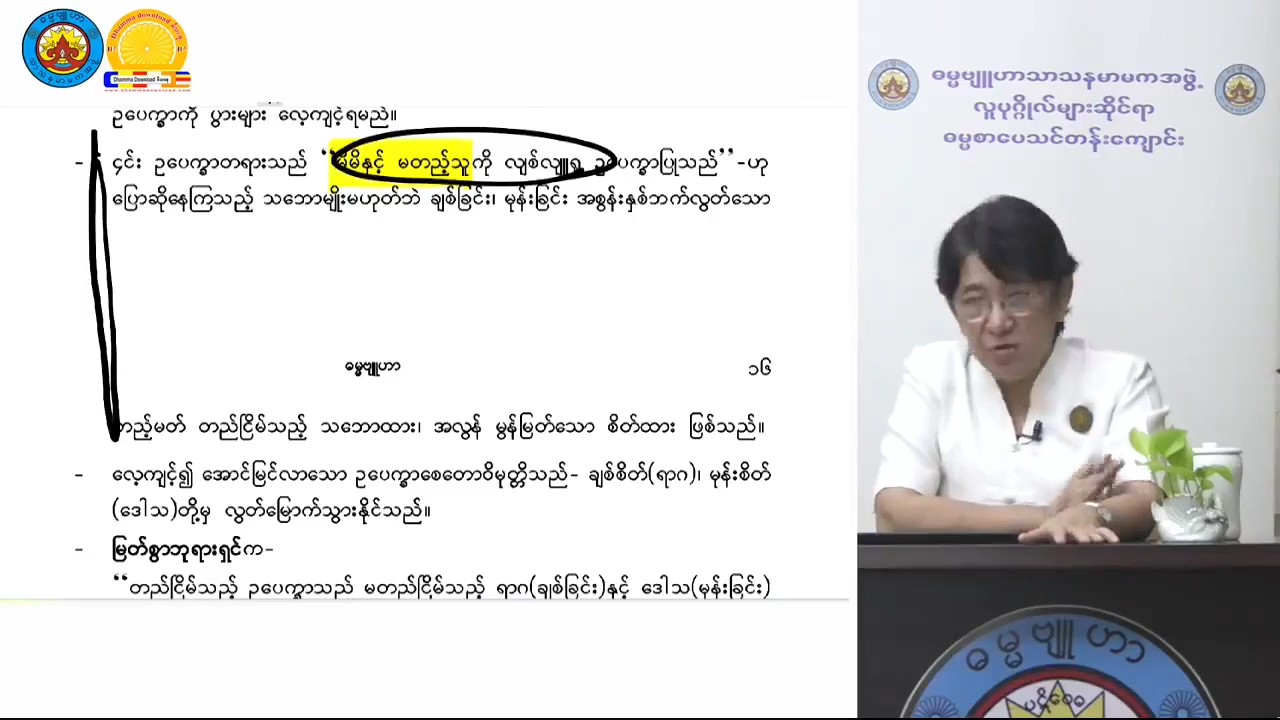 Dhamma download
Dhamma Download
ဥပေက္ခာကို ပွားများ လေ့ကျင့်ရမည်။
- ၄င်း ဥပေက္ခာတရားသည် “မိမိနှင့် မတည့်သူကို လျစ်လျူရှု ဥပေက္ခာပြုသည်”-ဟု
ပြောဆိုနေကြသည့် သဘောမျိုးမဟုတ်ဘဲ ချစ်ခြင်း၊ မုန်းခြင်း အစွန်းနှစ်ဖက်လွတ်သော
ဓမ္မဗျူဟာ ၁၆
တည့်မတ် တည်ငြိမ်သည့် သဘောထား၊ အလွန် မွန်မြတ်သော စိတ်ထား ဖြစ်သည်။
- လေ့ကျင့်၍ အောင်မြင်လာသော ဥပေက္ခာစေတောဝိမုတ္တိသည်- ချစ်စိတ်(ရာဂ)၊ မုန်းစိတ်
(ဒေါသ)တို့မှ လွတ်မြောက်သွားနိုင်သည်။
- မြတ်စွာဘုရားရှင်က-
“တည်ငြိမ်သည့် ဥပေက္ခာသည် မတည်ငြိမ်သည့် ရာဂ(ချစ်ခြင်း)နှင့် ဒေါသ(မုန်းခြင်း)
ဓမ္မဗျူဟာသာသနမာမကအဖွဲ့
လူပုဂ္ဂိုလ်များဆိုင်ရာ
ဓမ္မစာပေသင်တန်းကျောင်း
ဓမ္မဗျူဟာ
ပဋိဝေဓ